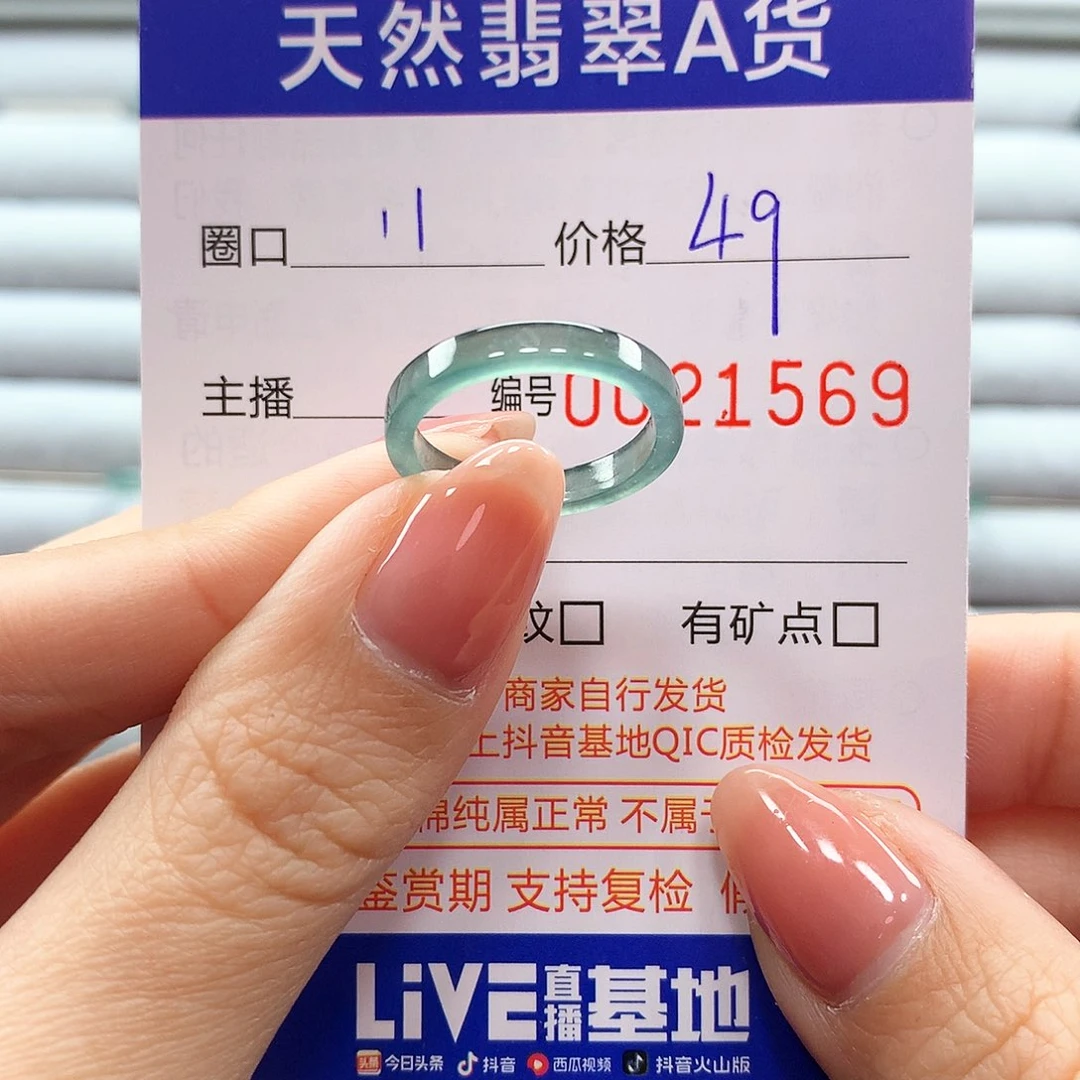 天然翡翠A货
圈口 11 价格 49
主播 编号 0021569
纹□ 有矿点□
商家自行发货
上抖音基地QIC质检发货
棉纯属正常 不属于
鉴赏期 支持复检 假
LiVE直播基地
今日头条 抖音 西瓜视频 抖音火山版